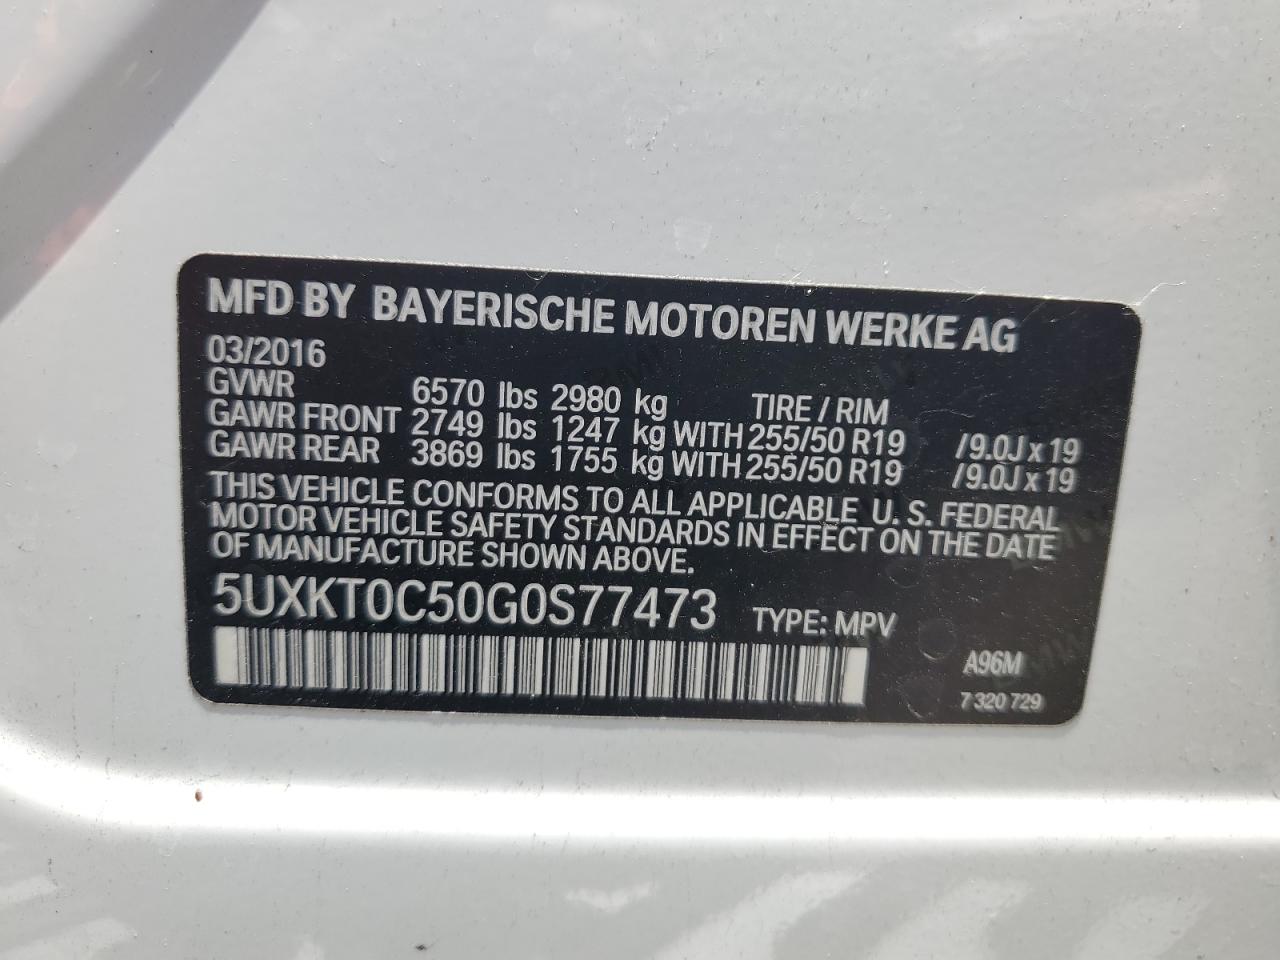 MFD BY BAYERISCHE MOTOREN WERKE AG
03/2016
GVWR 6570 lbs 2980 kg TIRE / RIM
GAWR FRONT 2749 lbs 1247 kg WITH 255/50 R19 /9.0J x 19
GAWR REAR 3869 lbs 1755 kg WITH 255/50 R19 /9.0J x 19
THIS VEHICLE CONFORMS TO ALL APPLICABLE U. S. FEDERAL
MOTOR VEHICLE SAFETY STANDARDS IN EFFECT ON THE DATE
OF MANUFACTURE SHOWN ABOVE.
5UXKT0C50G0S77473 TYPE: MPV
A96M
7 320 729